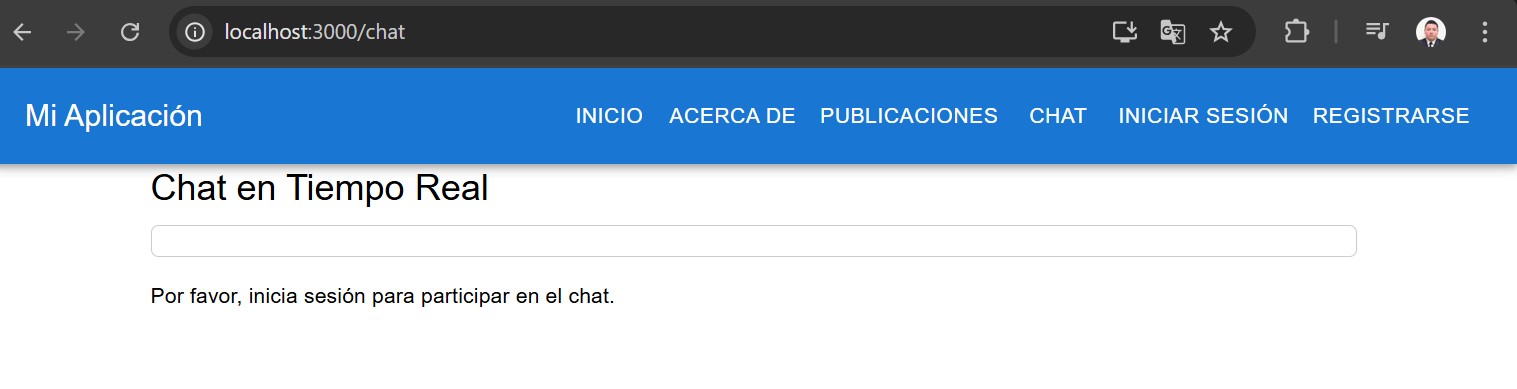 localhost:3000/chat
Mi Aplicación INICIO ACERCA DE PUBLICACIONES CHAT INICIAR SESIÓN REGISTRARSE
Chat en Tiempo Real
Por favor, inicia sesión para participar en el chat.